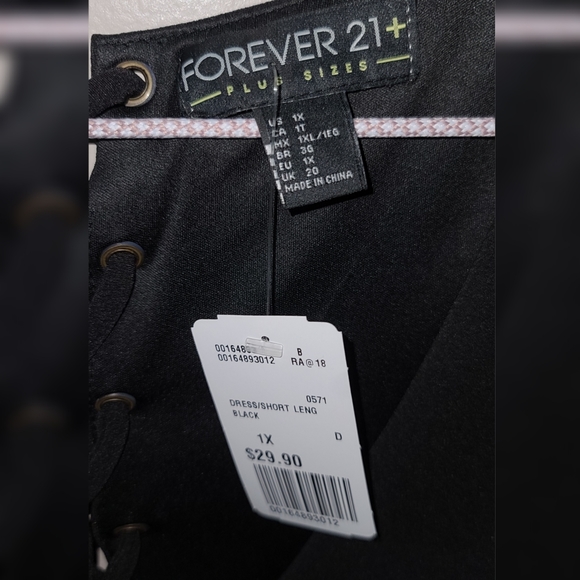 FOREVER 21+
PLUS SIZES
US 1X
CA 1T
MX 1XL/1EG
BR 3G
EU 1X
UK 20
MADE IN CHINA
B
00164893012 RA@18
0571
DRESS/SHORT LENG
BLACK
1X D
$29.90
00164893012